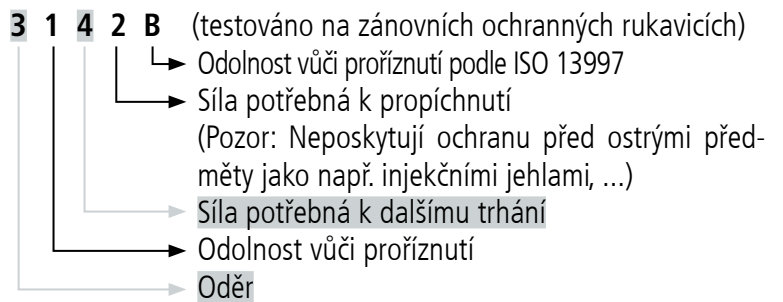 3 1 4 2 B (testováno na zánovních ochranných rukavicích)
Odolnost vůči proříznutí podle ISO 13997
Síla potřebná k propíchnutí
(Pozor: Neposkytují ochranu před ostrými před-
měty jako např. injekčními jehlami, ...)
Síla potřebná k dalšímu trhání
Odolnost vůči proříznutí
Oděr